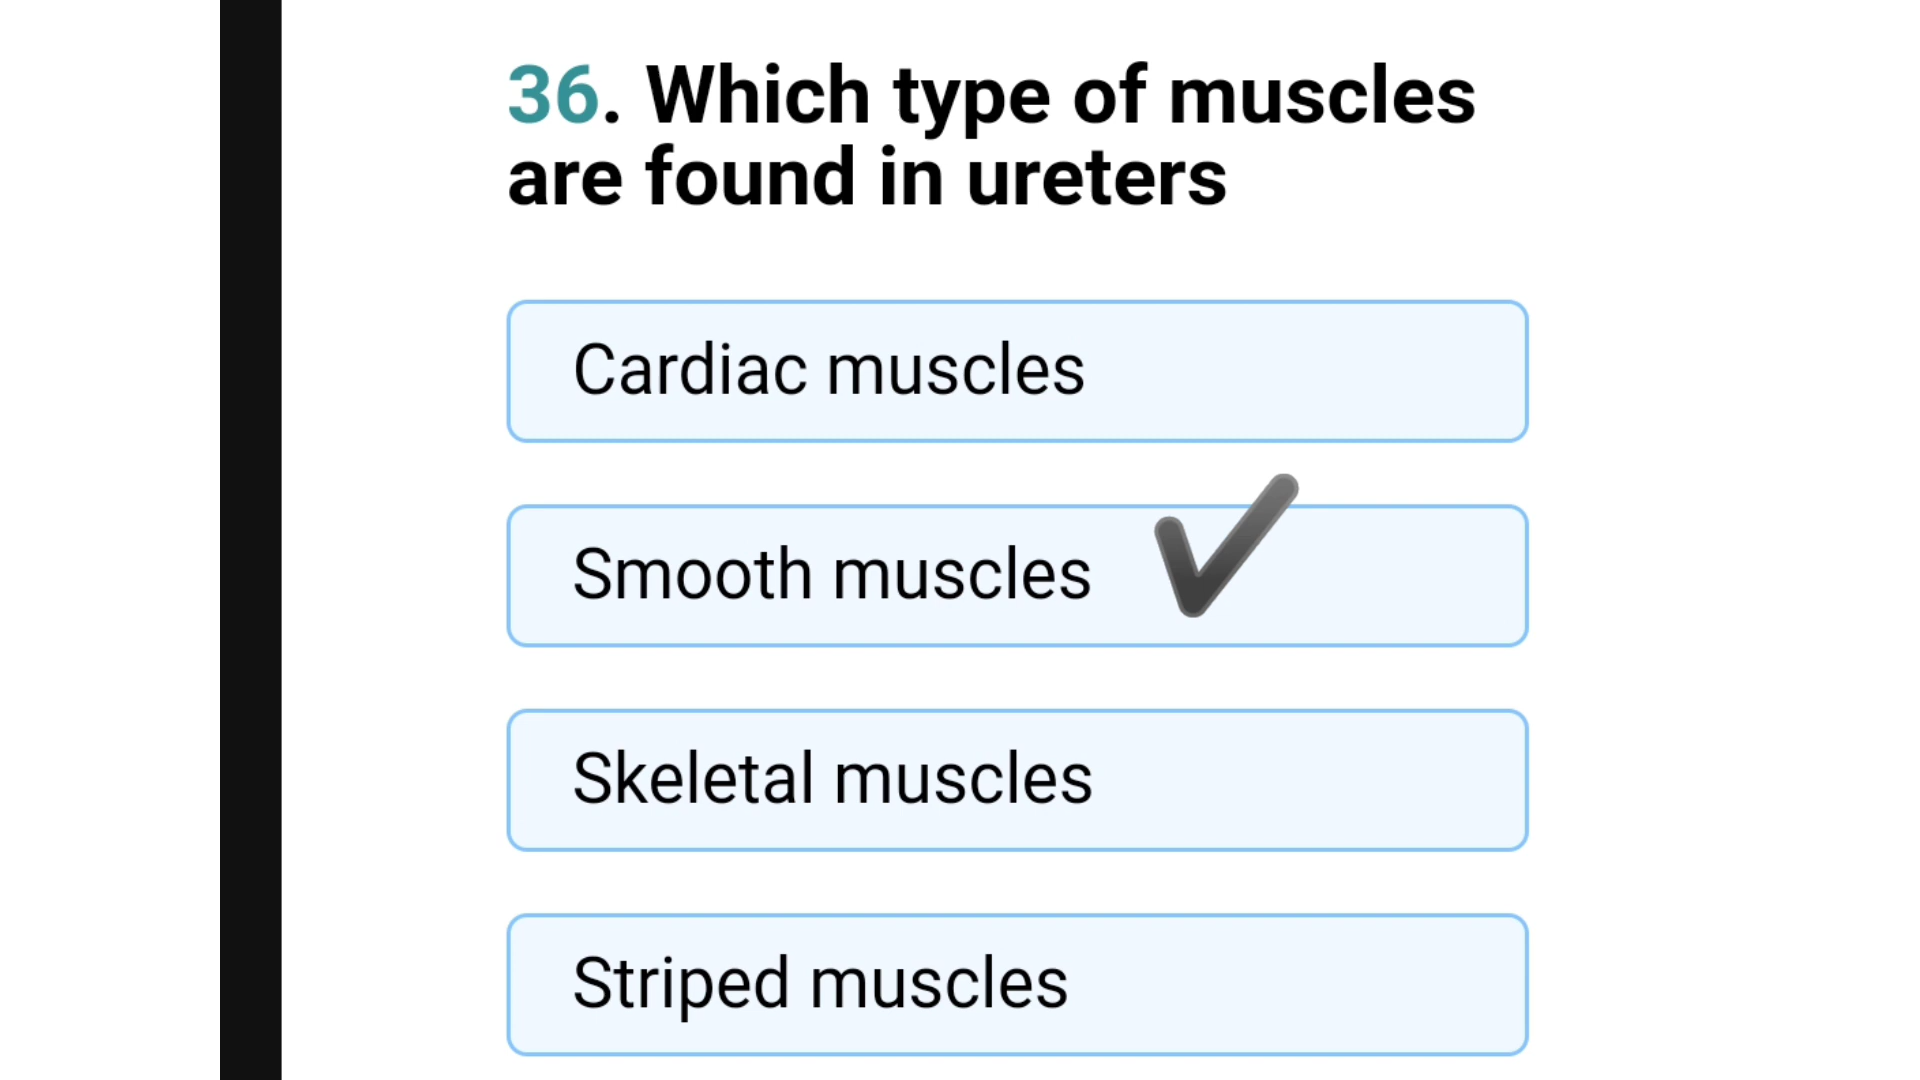 36. Which type of muscles
are found in ureters
Cardiac muscles
Smooth muscles ✔
Skeletal muscles
Striped muscles